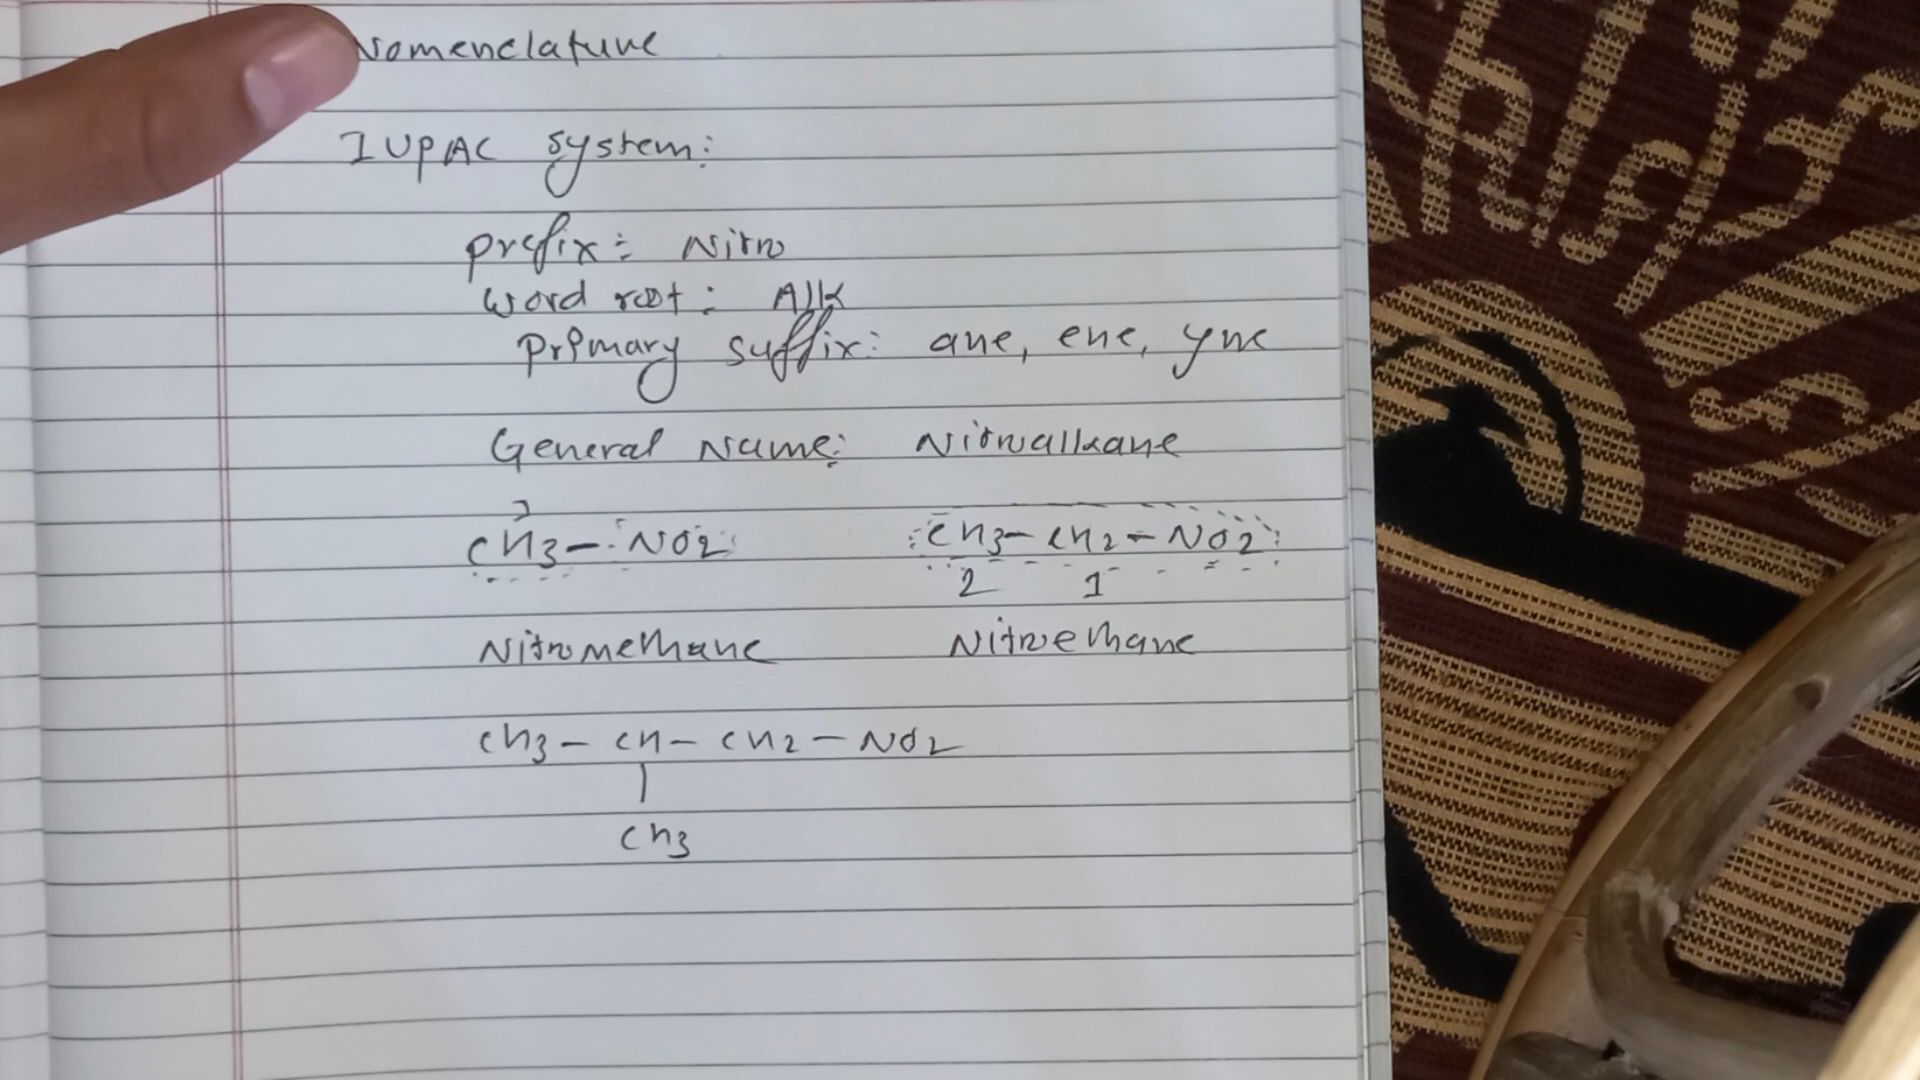 Nomenclature
IUPAC system:
prefix: Nitro
word root: Alk
Primary suffix: ane, ene, yne
General Name: Nitroalkane
CH3 - NO2 CH3 - CH2 - NO2
2 1
Nitromethane Nitroethane
CH3 - CH - CH2 - NO2
|
CH3